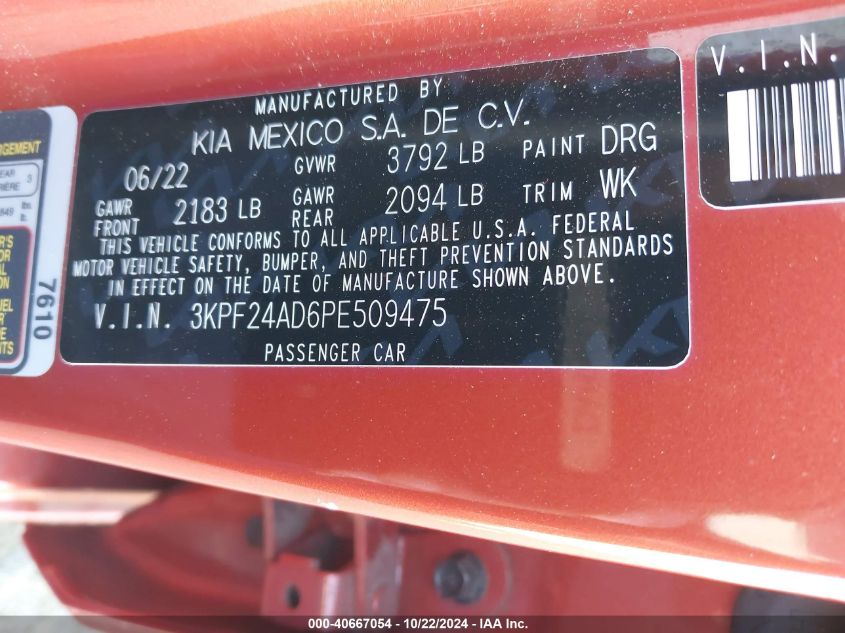 MANUFACTURED BY
KIA MEXICO S.A. DE C.V.
06/22 GVWR 3792 LB PAINT DRG
GAWR FRONT 2183 LB GAWR REAR 2094 LB TRIM WK
THIS VEHICLE CONFORMS TO ALL APPLICABLE U.S.A. FEDERAL
MOTOR VEHICLE SAFETY, BUMPER, AND THEFT PREVENTION STANDARDS
IN EFFECT ON THE DATE OF MANUFACTURE SHOWN ABOVE.
V.I.N. 3KPF24AD6PE509475
PASSENGER CAR
V.I.N.
7610
000-40667054 - 10/22/2024 - IAA Inc.